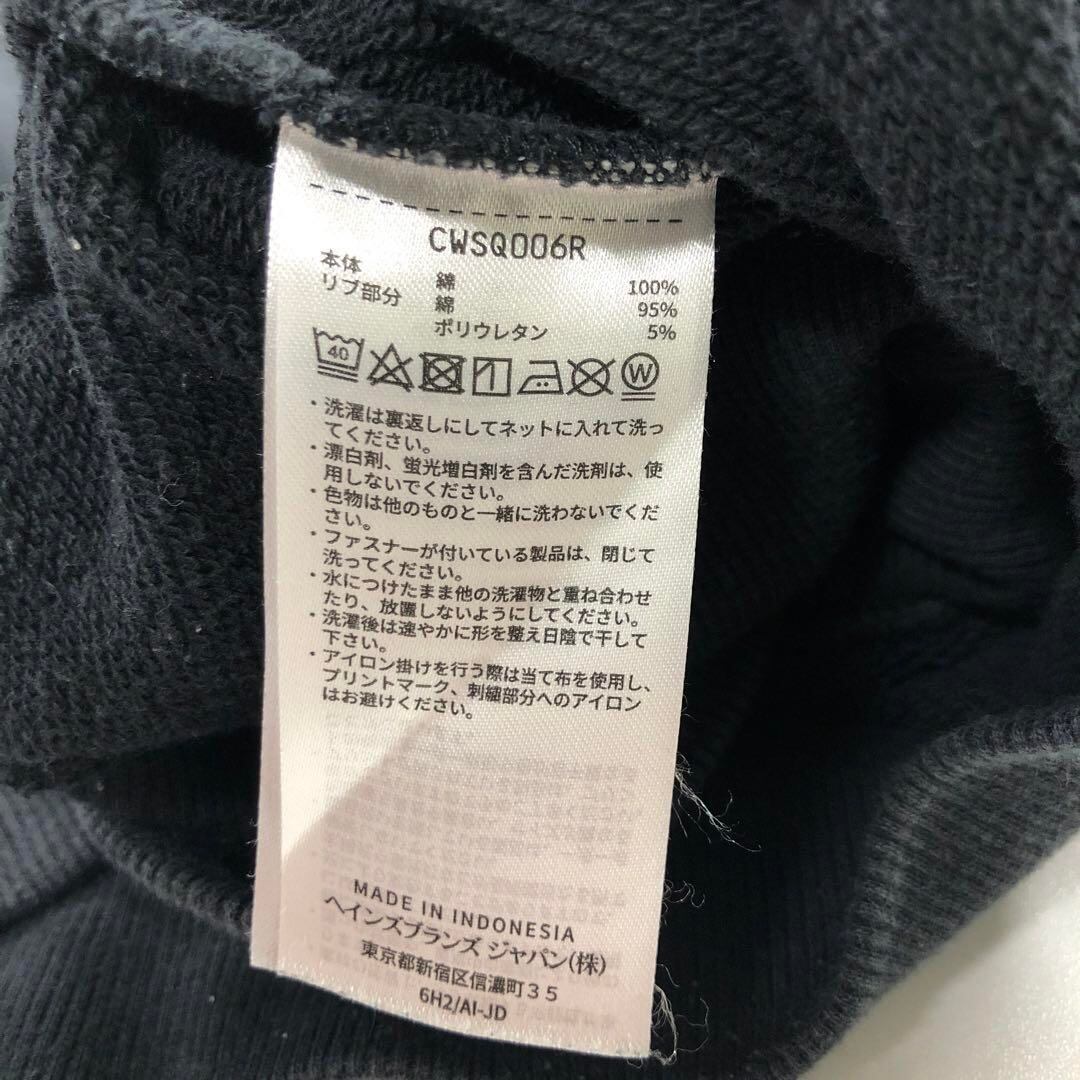 CWSQ006R
本体 綿 100%
リブ部分 綿 95%
ポリウレタン 5%
40 W
・洗濯は裏返しにしてネットに入れて洗っ
てください。
・漂白剤、蛍光増白剤を含んだ洗剤は、使
用しないでください。
・色物は他のものと一緒に洗わないでくだ
さい。
・ファスナーが付いている製品は、閉じて
洗ってください。
・水につけたまま他の洗濯物と重ね合わせ
たり、放置しないようにしてください。
・洗濯後は速やかに形を整え日陰で干して
下さい。
・アイロン掛けを行う際は当て布を使用し、
プリントマーク、刺繍部分へのアイロン
はお避けください。
MADE IN INDONESIA
ヘインズブランズ ジャパン(株)
東京都新宿区信濃町35
6H2/AI-JD